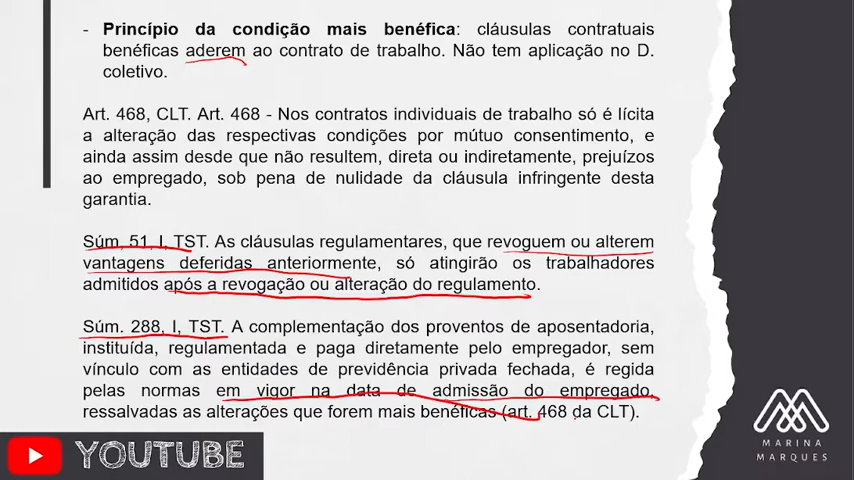 - Princípio da condição mais benéfica: cláusulas contratuais
benéficas aderem ao contrato de trabalho. Não tem aplicação no D.
coletivo.
Art. 468, CLT. Art. 468 - Nos contratos individuais de trabalho só é lícita
a alteração das respectivas condições por mútuo consentimento, e
ainda assim desde que não resultem, direta ou indiretamente, prejuízos
ao empregado, sob pena de nulidade da cláusula infringente desta
garantia.
Súm. 51, I, TST. As cláusulas regulamentares, que revoguem ou alterem
vantagens deferidas anteriormente, só atingirão os trabalhadores
admitidos após a revogação ou alteração do regulamento.
Súm. 288, I, TST. A complementação dos proventos de aposentadoria,
instituída, regulamentada e paga diretamente pelo empregador, sem
vínculo com as entidades de previdência privada fechada, é regida
pelas normas em vigor na data de admissão do empregado,
ressalvadas as alterações que forem mais benéficas (art. 468 da CLT).
YOUTUBE
MARINA
MARQUES